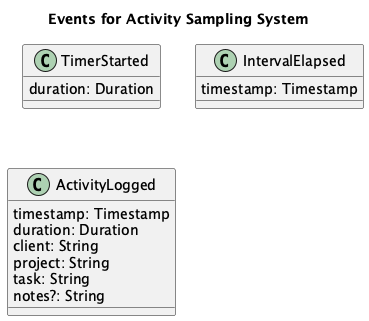 Events for Activity Sampling System
C TimerStarted
duration: Duration
C IntervalElapsed
timestamp: Timestamp
C ActivityLogged
timestamp: Timestamp
duration: Duration
client: String
project: String
task: String
notes?: String